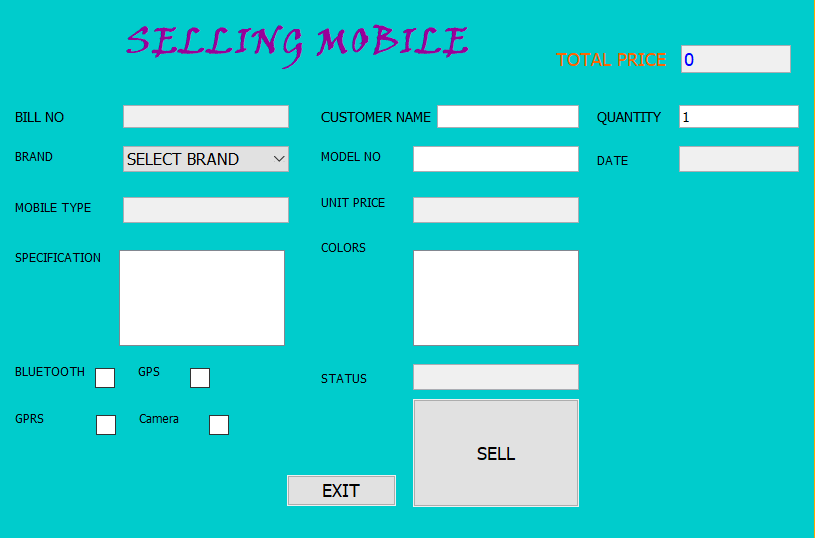 SELLING MOBILE
TOTAL PRICE 0
BILL NO CUSTOMER NAME QUANTITY 1
BRAND SELECT BRAND MODEL NO DATE
MOBILE TYPE UNIT PRICE
SPECIFICATION COLORS
BLUETOOTH GPS STATUS
GPRS Camera
SELL
EXIT